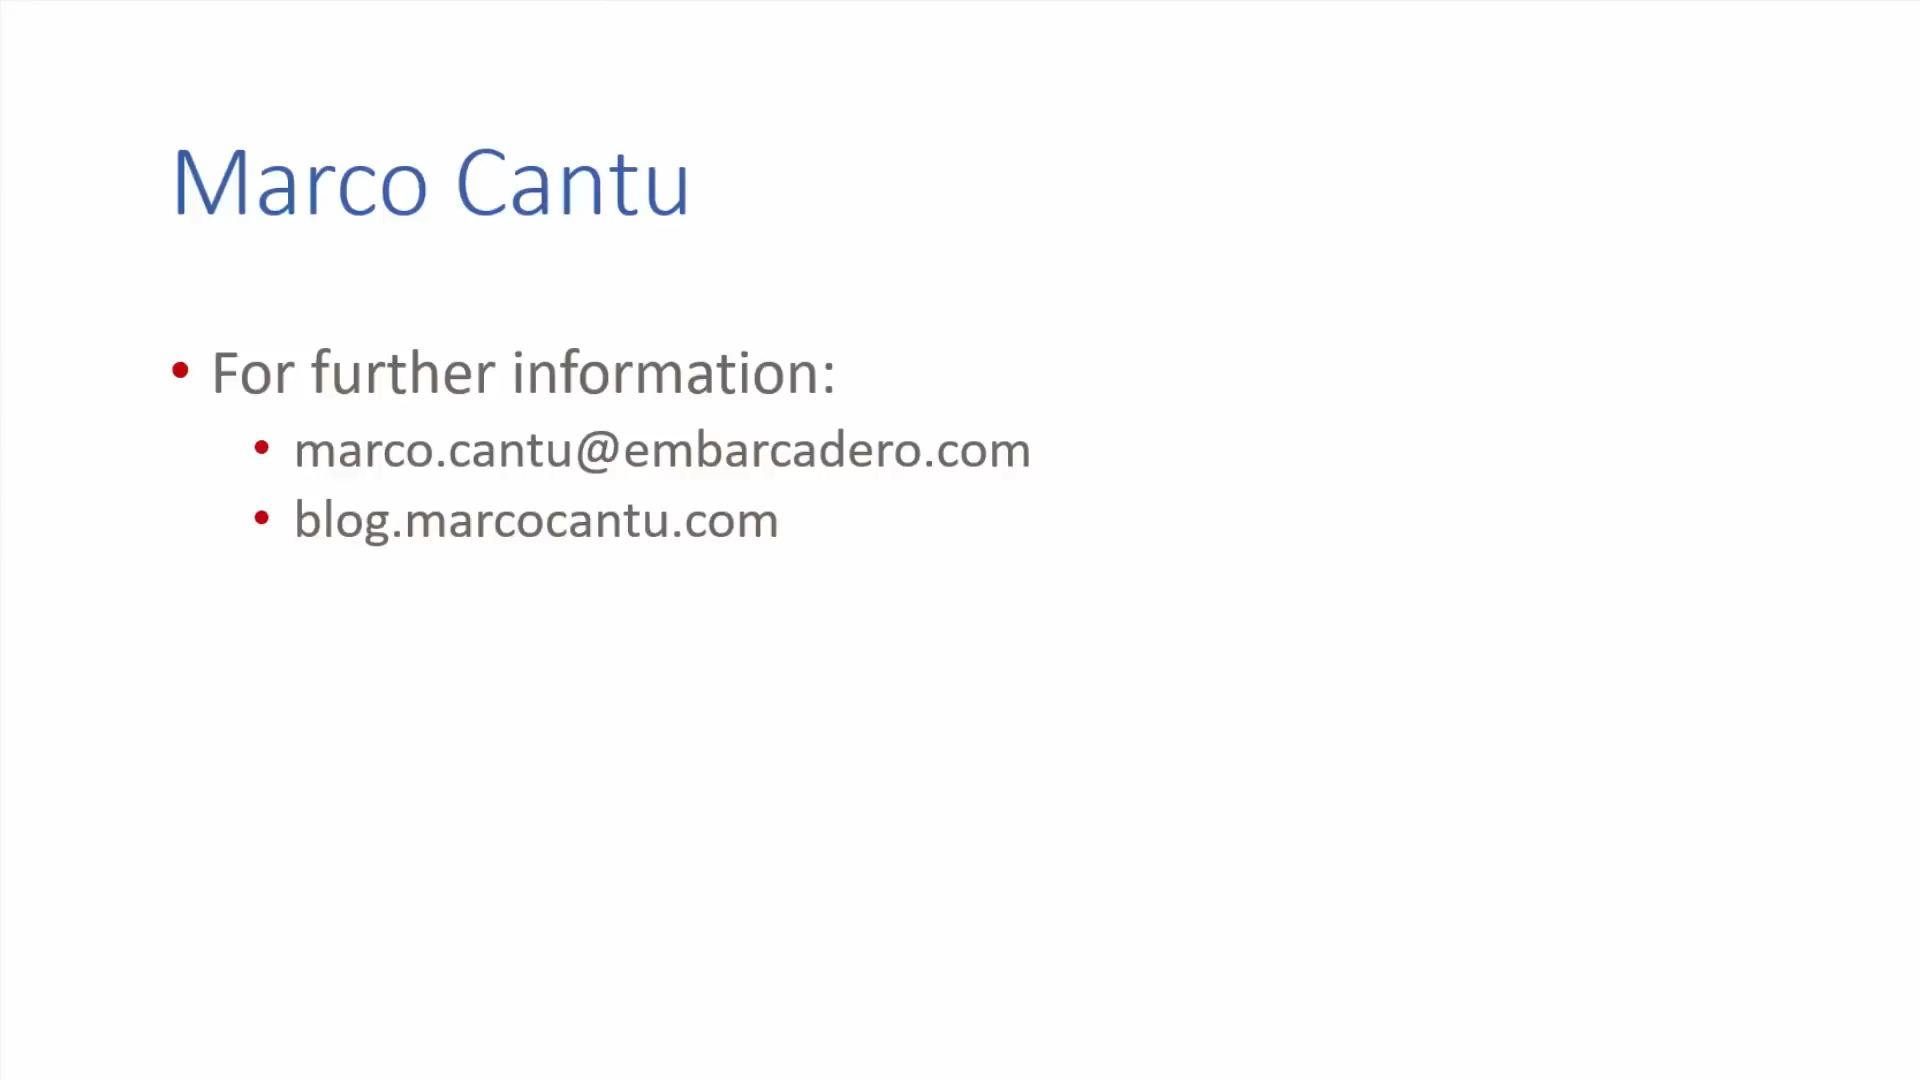 Marco Cantu
• For further information:
• marco.cantu@embarcadero.com
• blog.marcocantu.com